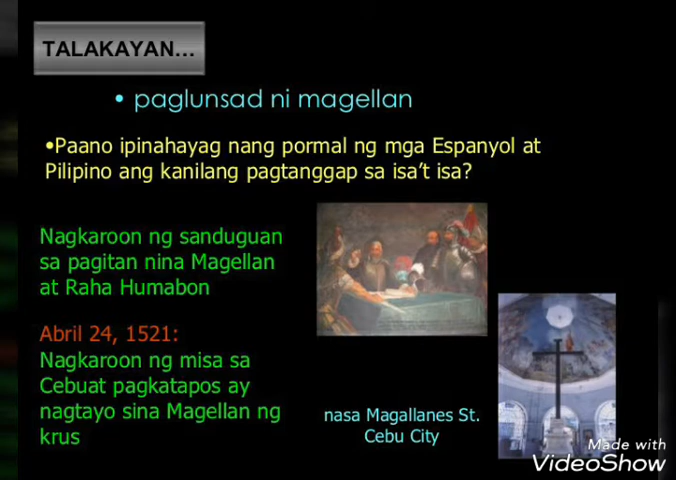 TALAKAYAN...
• paglunsad ni magellan
•Paano ipinahayag nang pormal ng mga Espanyol at
Pilipino ang kanilang pagtanggap sa isa't isa?
Nagkaroon ng sanduguan
sa pagitan nina Magellan
at Raha Humabon
Abril 24, 1521:
Nagkaroon ng misa sa
Cebuat pagkatapos ay
nagtayo sina Magellan ng
krus
nasa Magallanes St.
Cebu City
Made with
VideoShow